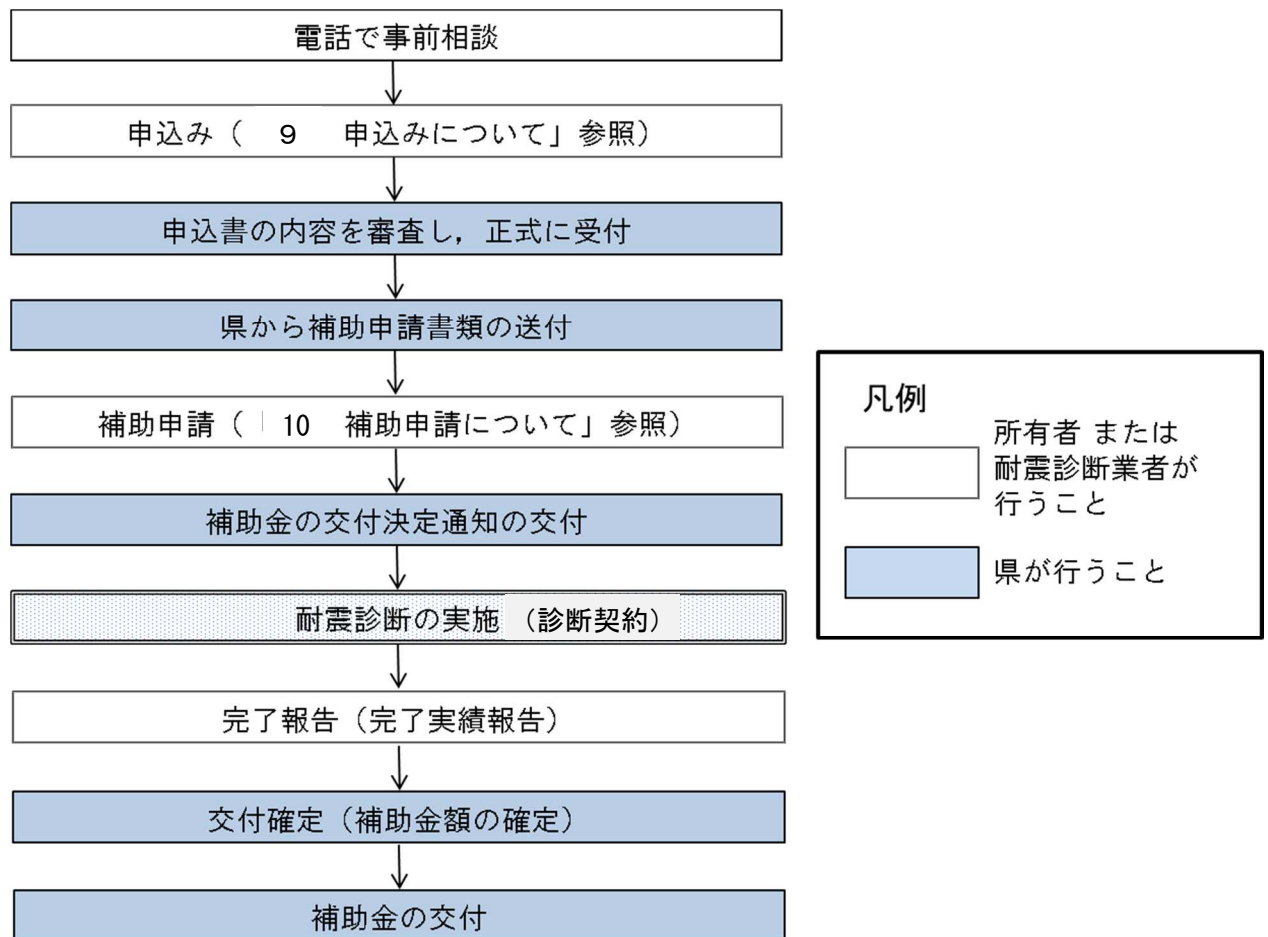 電話で事前相談
申込み（　9　申込みについて」参照）
申込書の内容を審査し，正式に受付
県から補助申請書類の送付
補助申請（　10　補助申請について」参照）
補助金の交付決定通知の交付
耐震診断の実施（診断契約）
完了報告（完了実績報告）
交付確定（補助金額の確定）
補助金の交付
凡例
所有者 または
耐震診断業者が
行うこと
県が行うこと